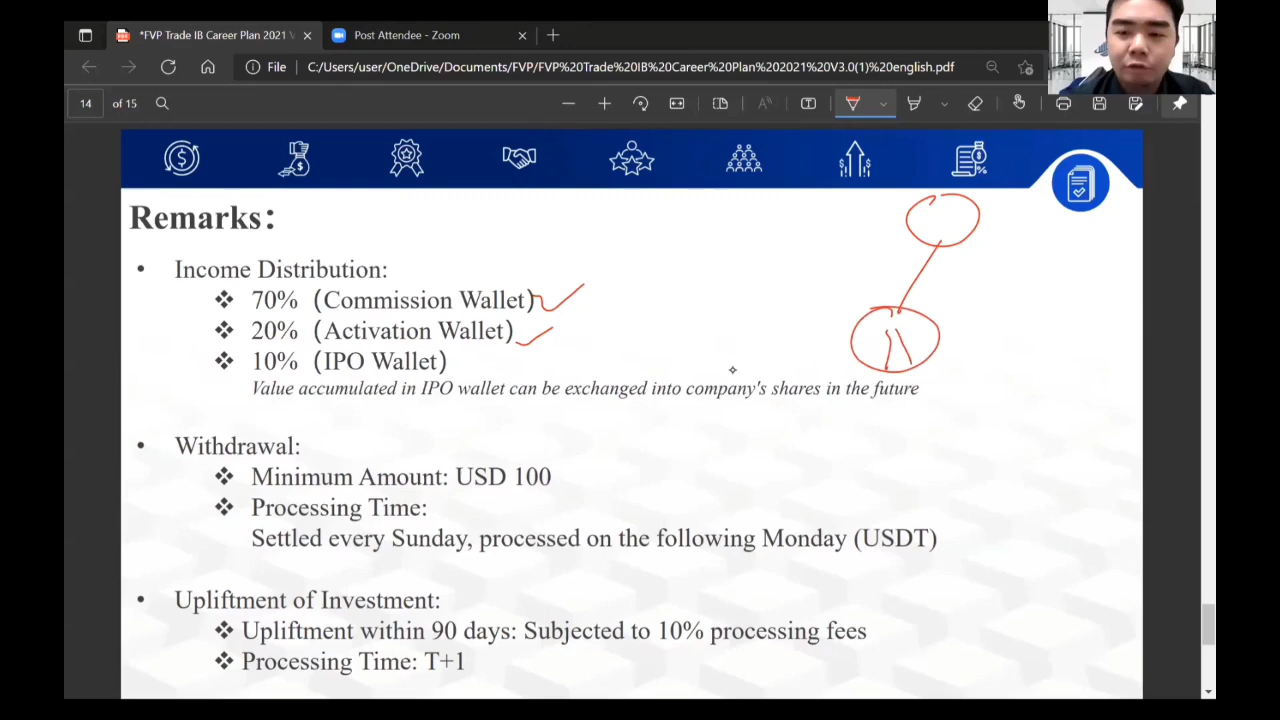 *FVP Trade IB Career Plan 2021 V
Post Attendee - Zoom
File
C:/Users/user/OneDrive/Documents/FVP/FVP%20Trade%20IB%20Career%20Plan%202021%20V3.0(1)%20english.pdf
14 of 15
Remarks：
• Income Distribution:
❖ 70% （Commission Wallet）
❖ 20% （Activation Wallet）
❖ 10% （IPO Wallet）
Value accumulated in IPO wallet can be exchanged into company's shares in the future
• Withdrawal:
❖ Minimum Amount: USD 100
❖ Processing Time:
Settled every Sunday, processed on the following Monday (USDT)
• Upliftment of Investment:
❖ Upliftment within 90 days: Subjected to 10% processing fees
❖ Processing Time: T+1